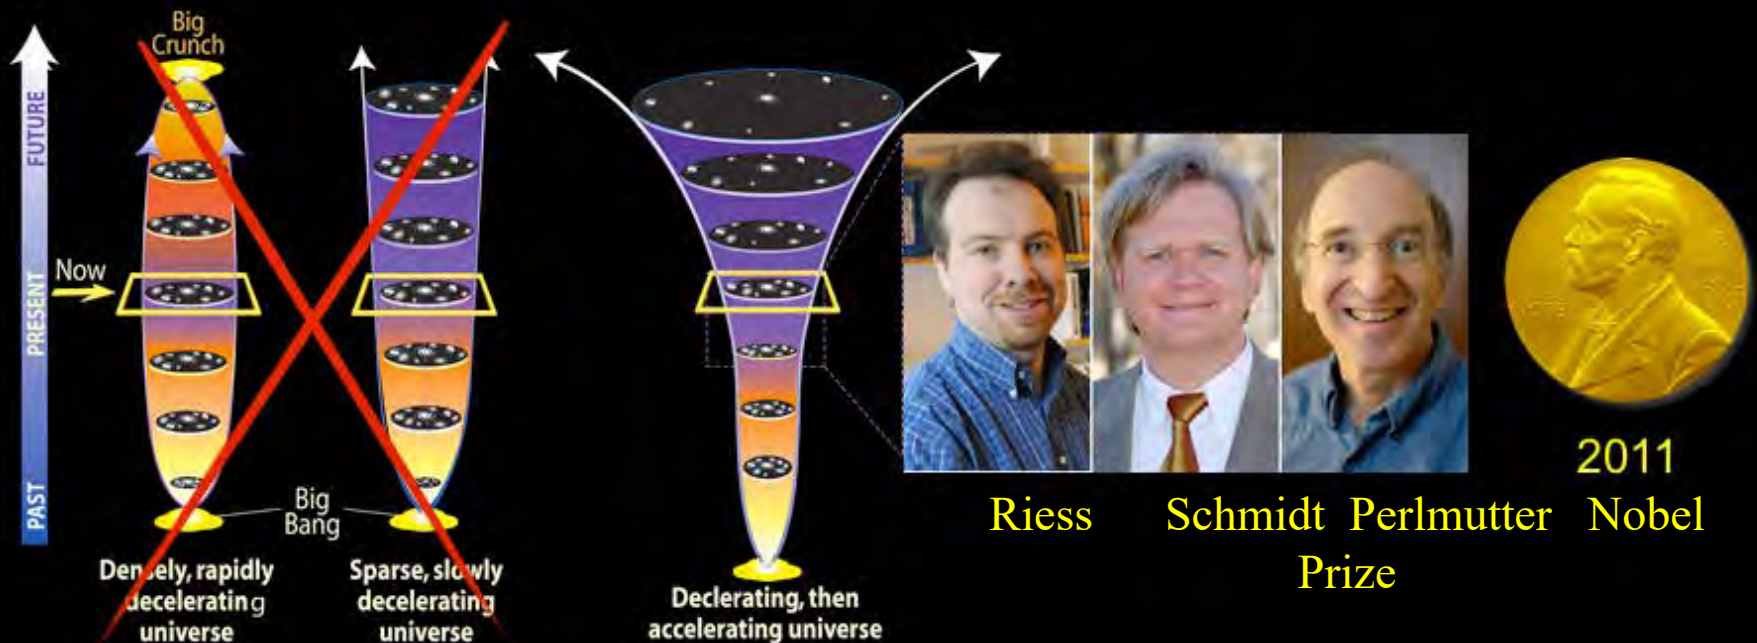 Big
Crunch
FUTURE
PRESENT
PAST
Now
Big
Bang
Densely, rapidly
decelerating
universe
Sparse, slowly
decelerating
universe
Declerating, then
accelerating universe
2011
Riess Schmidt Perlmutter Nobel
Prize